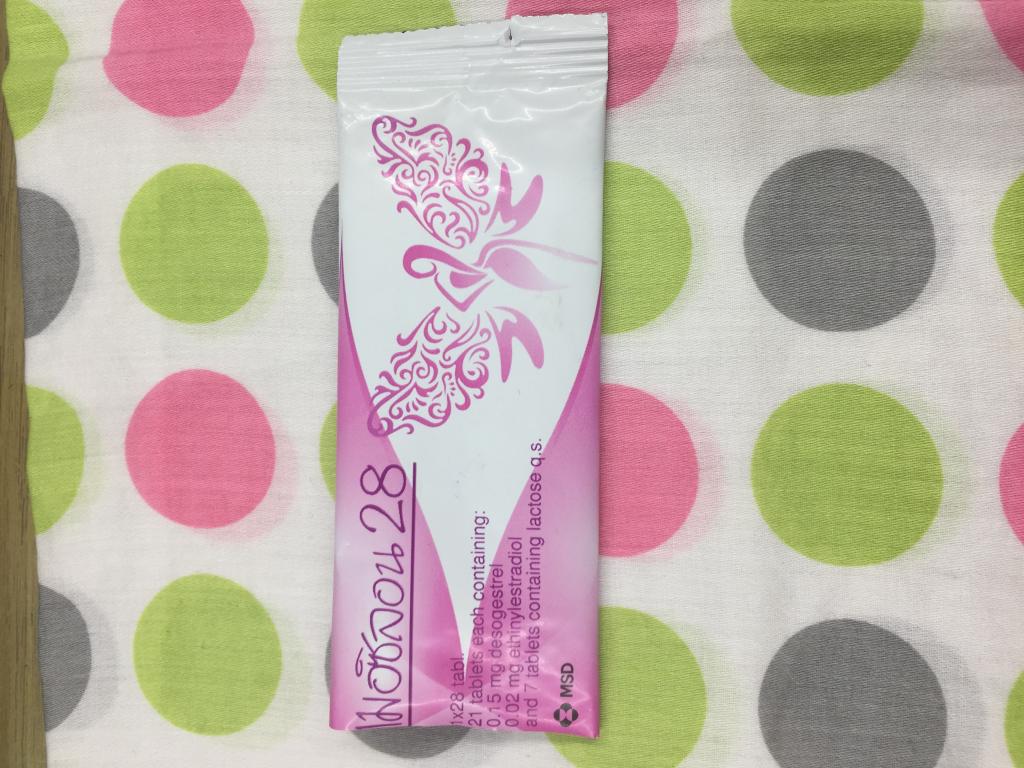 เมอซิลอน 28
1x28 tabl.
21 tablets each containing:
0.15 mg desogestrel
0.02 mg ethinylestradiol
and 7 tablets containing lactose q.s.
MSD